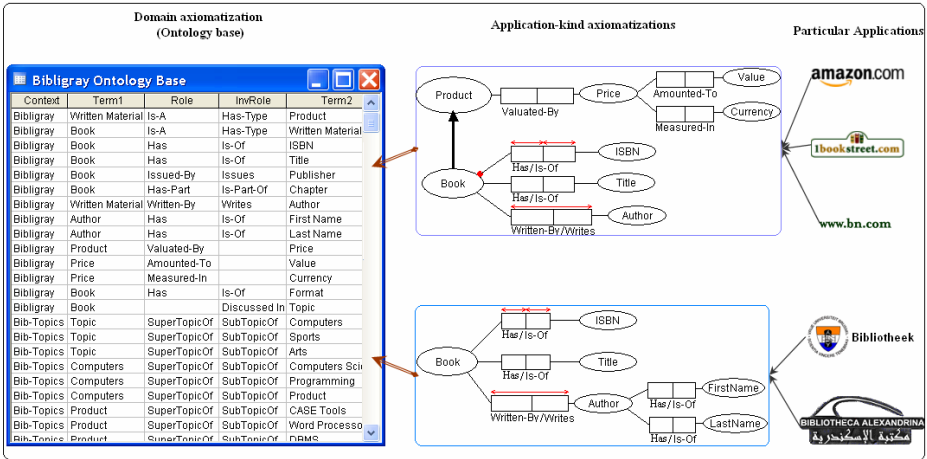 Domain axiomatization
(Ontology base)
Application-kind axiomatizations
Particular Applications
Bibligray Ontology Base
Context Term1 Role InvRole Term2
Bibligray Written Material Is-A Has-Type Product
Bibligray Book Is-A Has-Type Written Material
Bibligray Book Has Is-Of ISBN
Bibligray Book Has Is-Of Title
Bibligray Book Issued-By Issues Publisher
Bibligray Book Has-Part Is-Part-Of Chapter
Bibligray Written Material Written-By Writes Author
Bibligray Author Has Is-Of First Name
Bibligray Author Has Is-Of Last Name
Bibligray Product Valuated-By Price
Bibligray Price Amounted-To Value
Bibligray Price Measured-In Currency
Bibligray Book Has Is-Of Format
Bibligray Book Discussed In Topic
Bib-Topics Topic SuperTopicOf SubTopicOf Computers
Bib-Topics Topic SuperTopicOf SubTopicOf Sports
Bib-Topics Topic SuperTopicOf SubTopicOf Arts
Bib-Topics Computers SuperTopicOf SubTopicOf Computers Sci
Bib-Topics Computers SuperTopicOf SubTopicOf Programming
Bib-Topics Computers SuperTopicOf SubTopicOf Product
Bib-Topics Product SuperTopicOf SubTopicOf CASE Tools
Bib-Topics Product SuperTopicOf SubTopicOf Word Processo
Bib-Topics Product SuperTopicOf SubTopicOf DBMS
Product
Valuated-By
Price
Amounted-To
Value
Measured-In
Currency
Book
Has/Is-Of
ISBN
Has/Is-Of
Title
Written-By/Writes
Author
Book
Has/Is-Of
ISBN
Has/Is-Of
Title
Written-By/Writes
Author
Has/Is-Of
FirstName
Has/Is-Of
LastName
amazon.com
1bookstreet.com
www.bn.com
Bibliotheek
BIBLIOTHECA ALEXANDRINA
مكتبة الإسكندرية